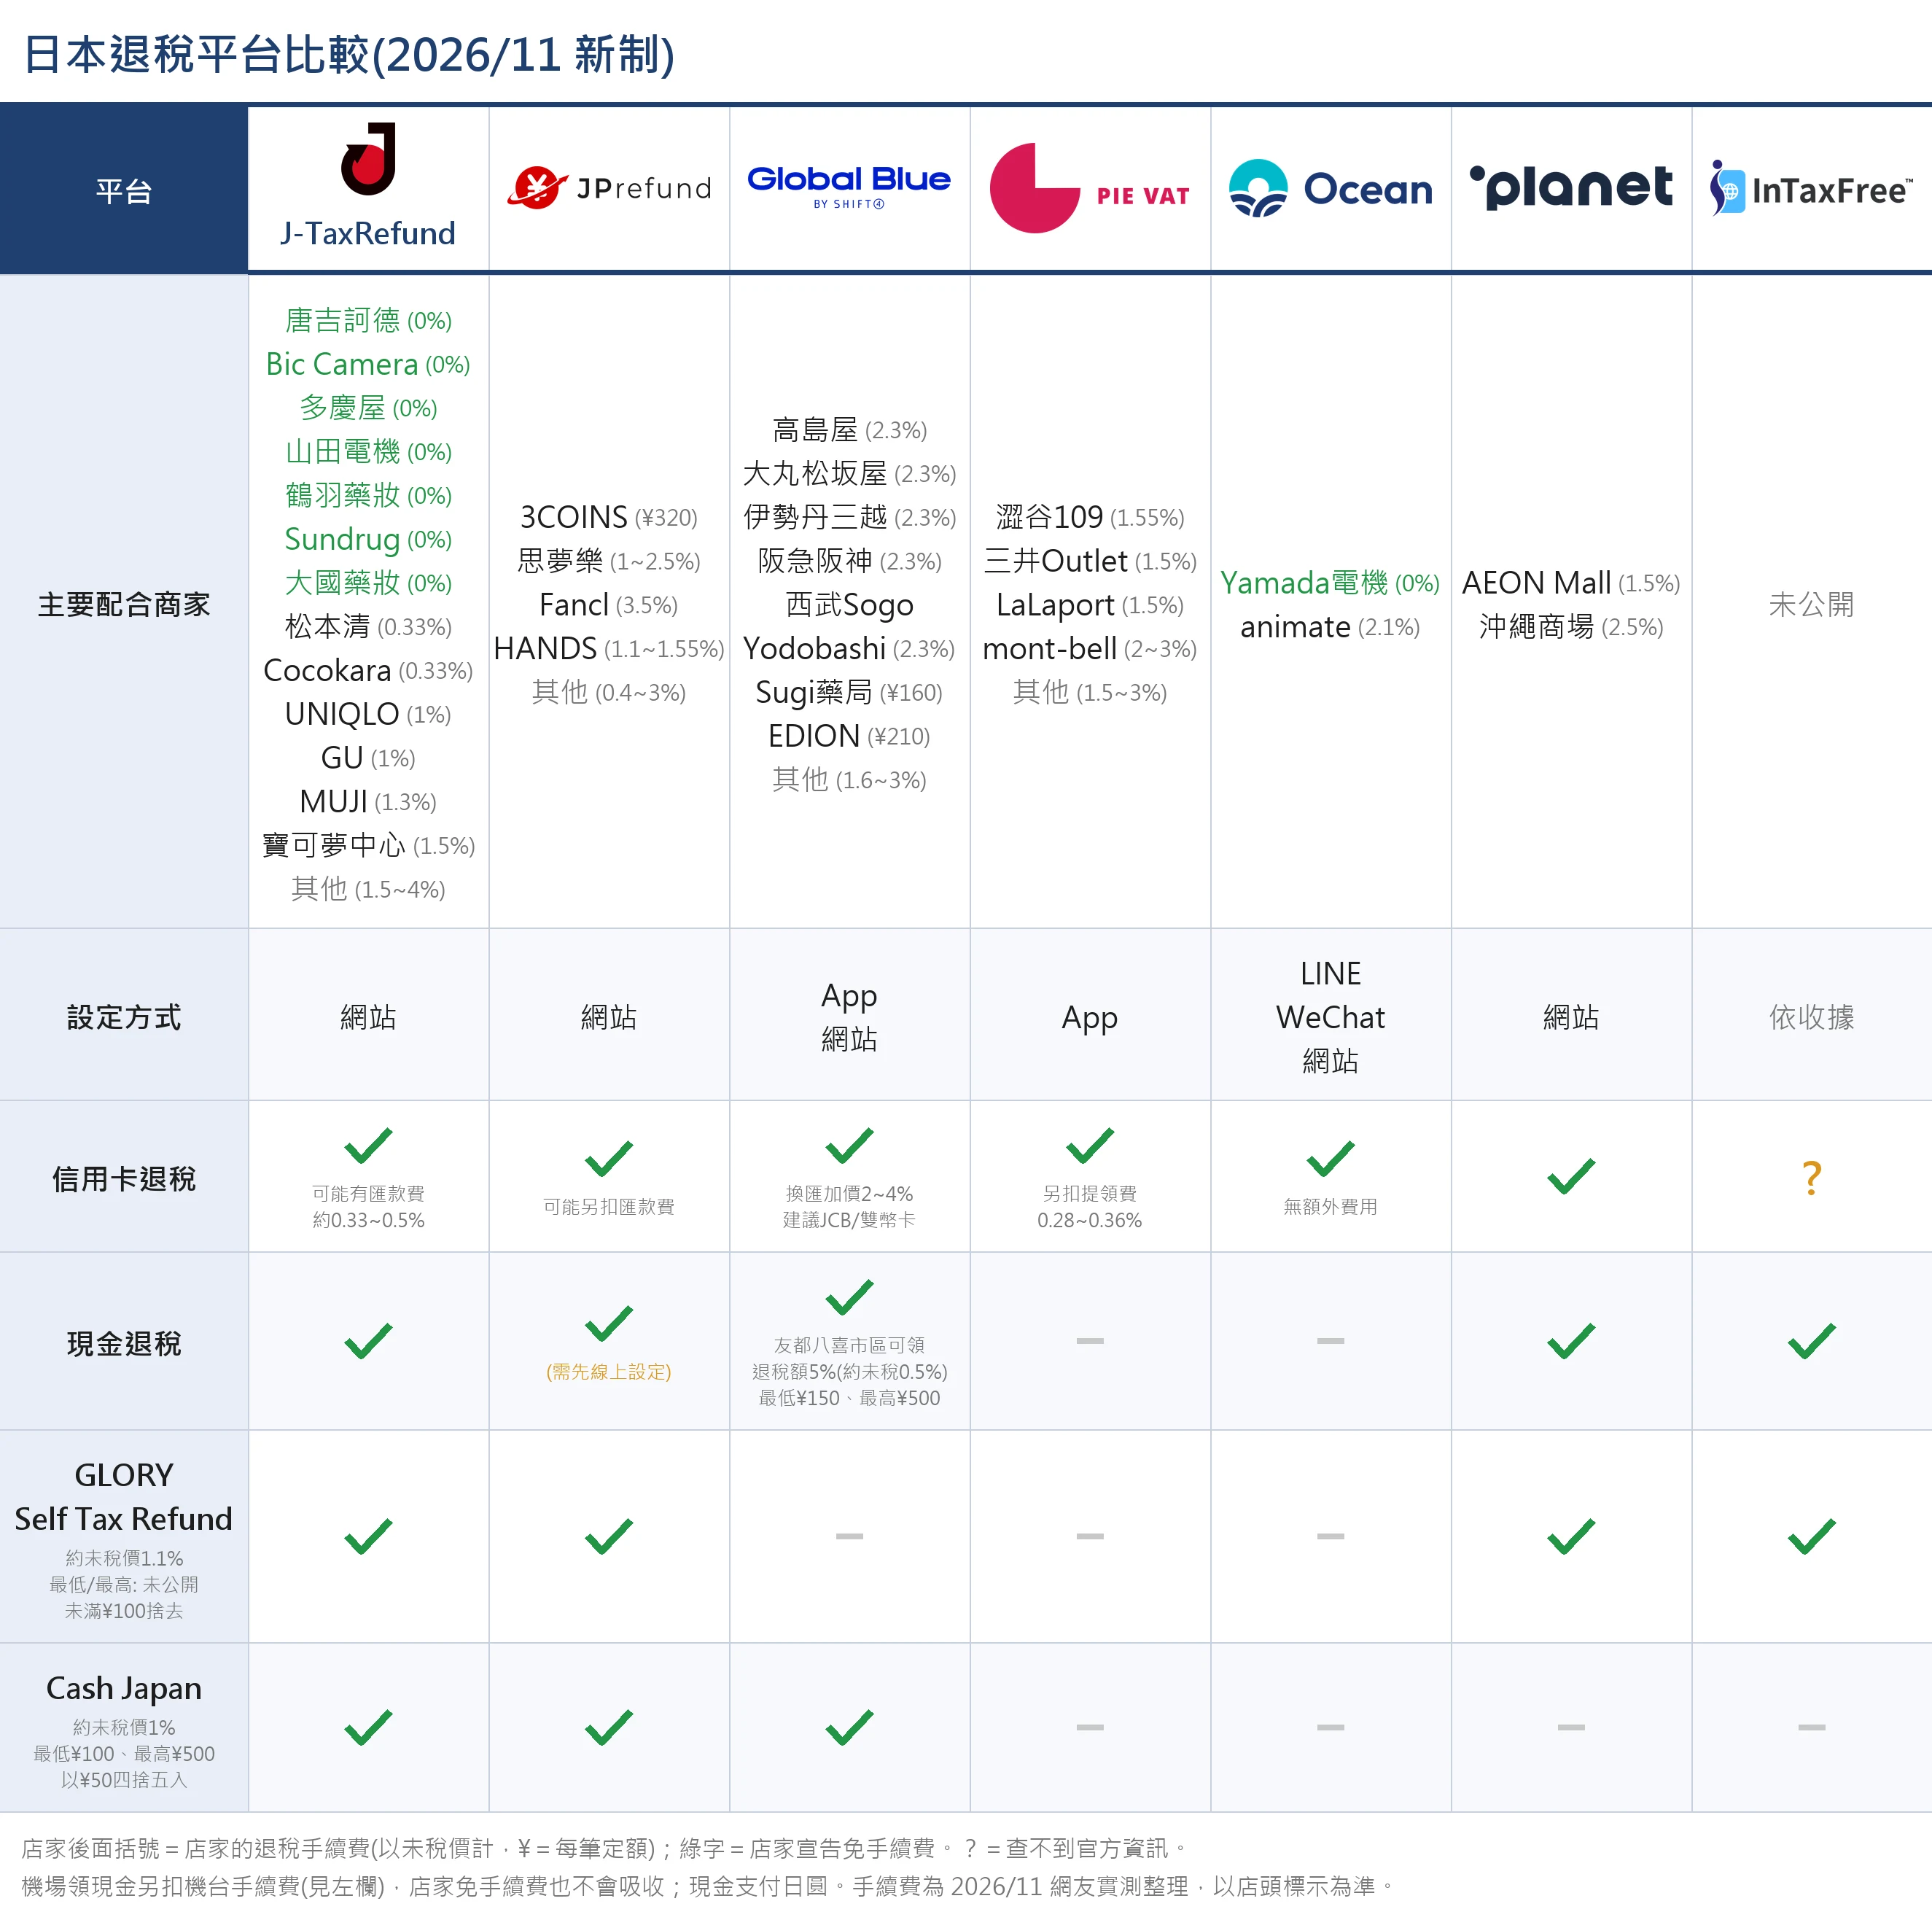 日本退稅平台比較(2026/11 新制)
平台
J-TaxRefund
JPrefund
Global Blue
BY SHIFT4
PIE VAT
Ocean
planet
InTaxFree™
主要配合商家
唐吉訶德 (0%)
Bic Camera (0%)
多慶屋 (0%)
山田電機 (0%)
鶴羽藥妝 (0%)
Sundrug (0%)
大國藥妝 (0%)
松本清 (0.33%)
Cocokara (0.33%)
UNIQLO (1%)
GU (1%)
MUJI (1.3%)
寶可夢中心 (1.5%)
其他 (1.5~4%)
3COINS (¥320)
思夢樂 (1~2.5%)
Fancl (3.5%)
HANDS (1.1~1.55%)
其他 (0.4~3%)
高島屋 (2.3%)
大丸松坂屋 (2.3%)
伊勢丹三越 (2.3%)
阪急阪神 (2.3%)
西武Sogo
Yodobashi (2.3%)
Sugi藥局 (¥160)
EDION (¥210)
其他 (1.6~3%)
澀谷109 (1.55%)
三井Outlet (1.5%)
LaLaport (1.5%)
mont-bell (2~3%)
其他 (1.5~3%)
Yamada電機 (0%)
animate (2.1%)
AEON Mall (1.5%)
沖繩商場 (2.5%)
未公開
設定方式
網站
網站
App
網站
App
LINE
WeChat
網站
網站
依收據
信用卡退稅
可能有匯款費
約0.33~0.5%
可能另扣匯款費
換匯加價2~4%
建議JCB/雙幣卡
另扣提領費
0.28~0.36%
無額外費用
?
現金退稅
(需先線上設定)
友都八喜市區可領
退稅額5%(約未稅0.5%)
最低¥150、最高¥500
GLORY
Self Tax Refund
約未稅價1.1%
最低/最高: 未公開
未滿¥100捨去
Cash Japan
約未稅價1%
最低¥100、最高¥500
以¥50四捨五入
店家後面括號＝店家的退稅手續費(以未稅價計，¥＝每筆定額)；綠字＝店家宣告免手續費。？＝查不到官方資訊。
機場領現金另扣機台手續費(見左欄)，店家免手續費也不會吸收；現金支付日圓。手續費為 2026/11 網友實測整理，以店頭標示為準。